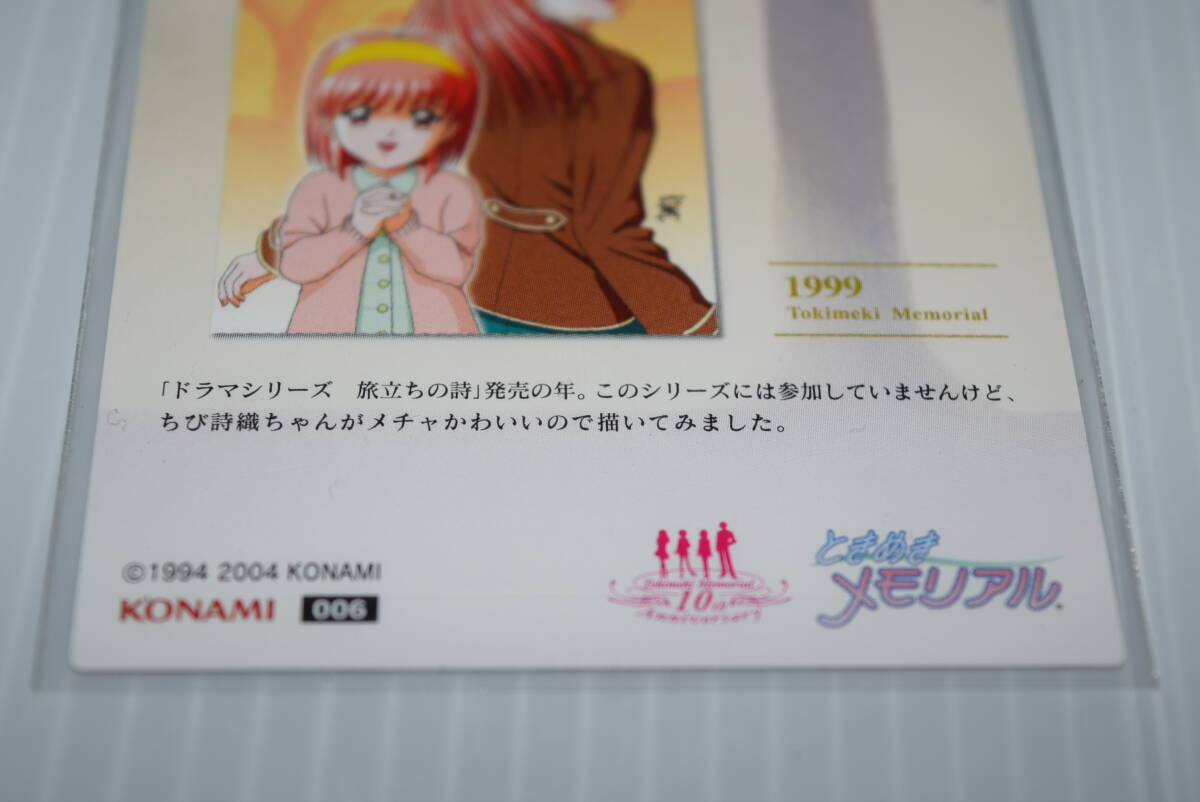 1999
Tokimeki Memorial
「ドラマシリーズ　旅立ちの詩」発売の年。このシリーズには参加していませんけど、
ちび詩織ちゃんがメチャかわいいので描いてみました。
©1994 2004 KONAMI
KONAMI 006
Tokimeki Memorial
10th
Anniversary
ときめき
メモリアル